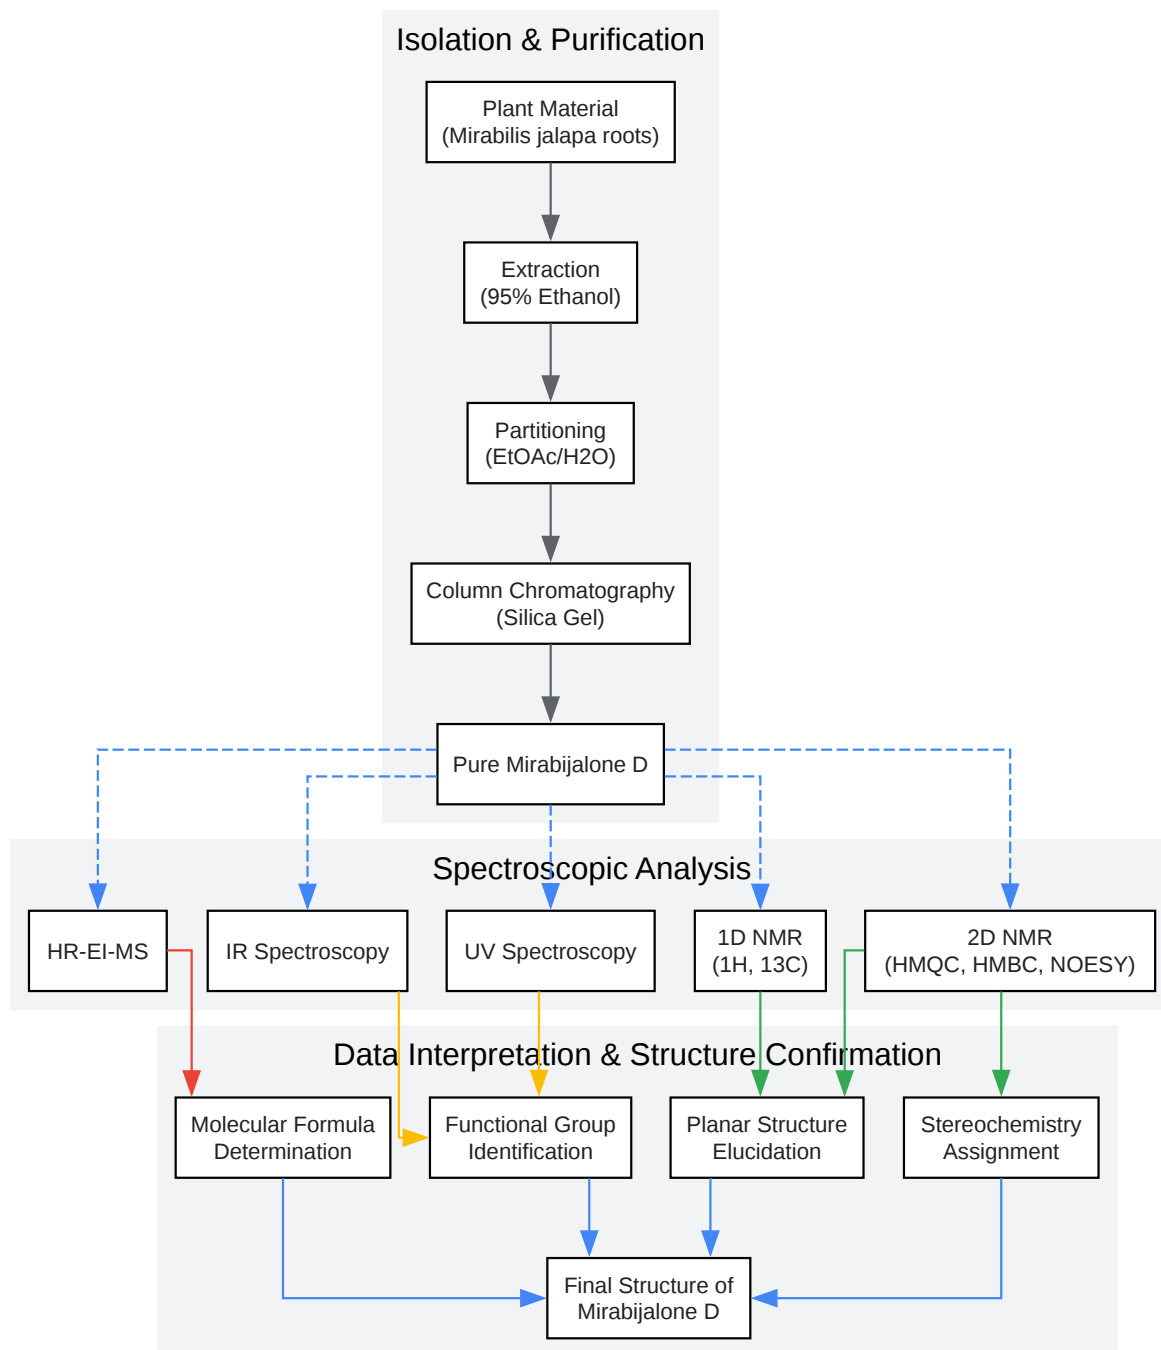 Isolation & Purification
Plant Material
(Mirabilis jalapa roots)
Extraction
(95% Ethanol)
Partitioning
(EtOAc/H2O)
Column Chromatography
(Silica Gel)
Pure Mirabijalone D
Spectroscopic Analysis
HR-EI-MS
IR Spectroscopy
UV Spectroscopy
1D NMR
(1H, 13C)
2D NMR
(HMQC, HMBC, NOESY)
Data Interpretation & Structure Confirmation
Molecular Formula
Determination
Functional Group
Identification
Planar Structure
Elucidation
Stereochemistry
Assignment
Final Structure of
Mirabijalone D